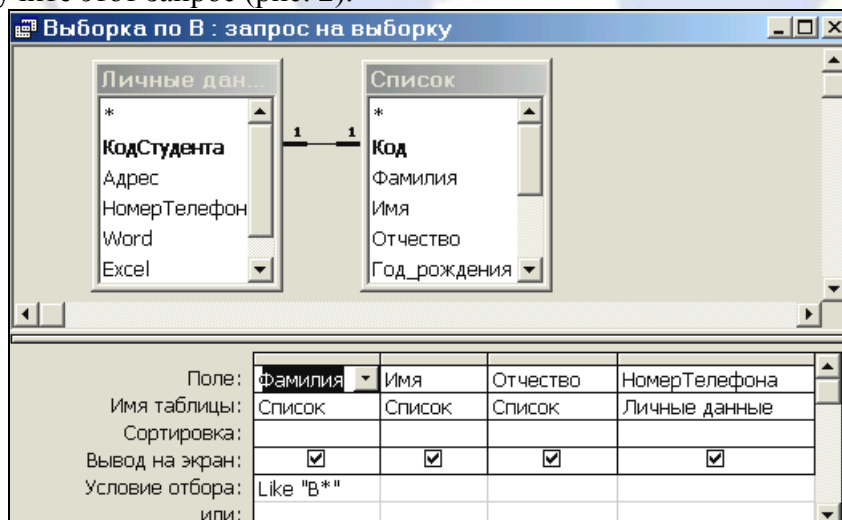 этот запрос (рис. 2).
Выборка по В : запрос на выборку
Личные дан...
*
КодСтудента
Адрес
НомерТелефон
Word
Excel
1 1
Список
*
Код
Фамилия
Имя
Отчество
Год_рождения
Поле: Фамилия Имя Отчество НомерТелефона
Имя таблицы: Список Список Список Личные данные
Сортировка:
Вывод на экран:
Условие отбора: Like "В*"
или: